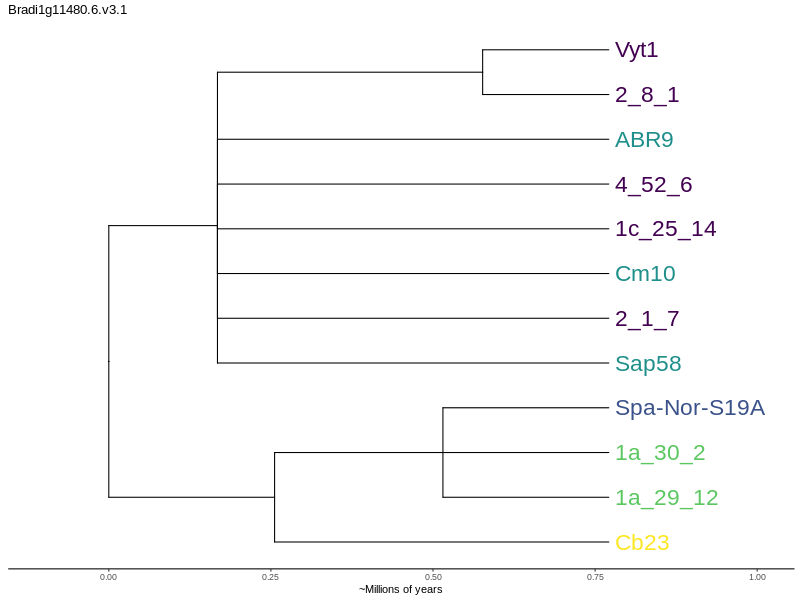 Bradi1g11480.6.v3.1
Vyt1
2_8_1
ABR9
4_52_6
1c_25_14
Cm10
2_1_7
Sap58
Spa-Nor-S19A
1a_30_2
1a_29_12
Cb23
0.00 0.25 0.50 0.75 1.00
~Millions of years